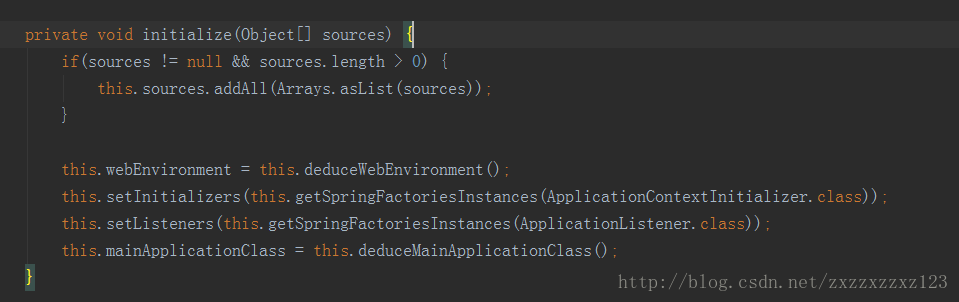 private void initialize(Object[] sources) {
if(sources != null && sources.length > 0) {
this.sources.addAll(Arrays.asList(sources));
}
this.webEnvironment = this.deduceWebEnvironment();
this.setInitializers(this.getSpringFactoriesInstances(ApplicationContextInitializer.class));
this.setListeners(this.getSpringFactoriesInstances(ApplicationListener.class));
this.mainApplicationClass = this.deduceMainApplicationClass();
}
http://blog.csdn.net/zxzzxzzxz123